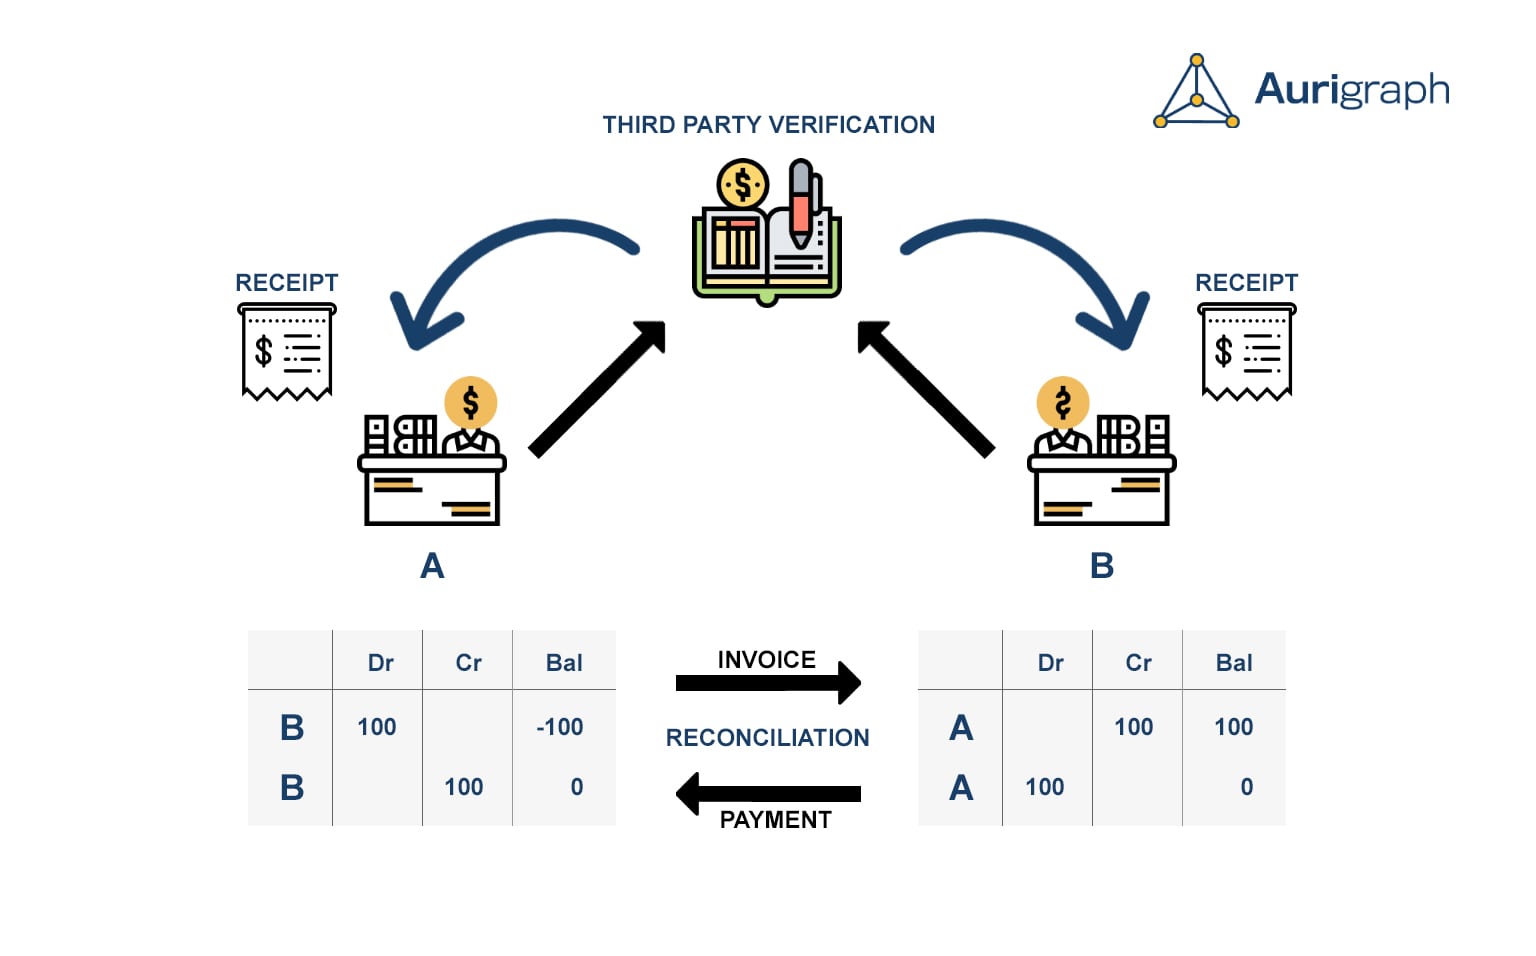 Aurigraph
THIRD PARTY VERIFICATION
RECEIPT
RECEIPT
$
$
$
$
$
A
B
Dr Cr Bal
B 100 -100
B 100 0
INVOICE
RECONCILIATION
PAYMENT
Dr Cr Bal
A 100 100
A 100 0